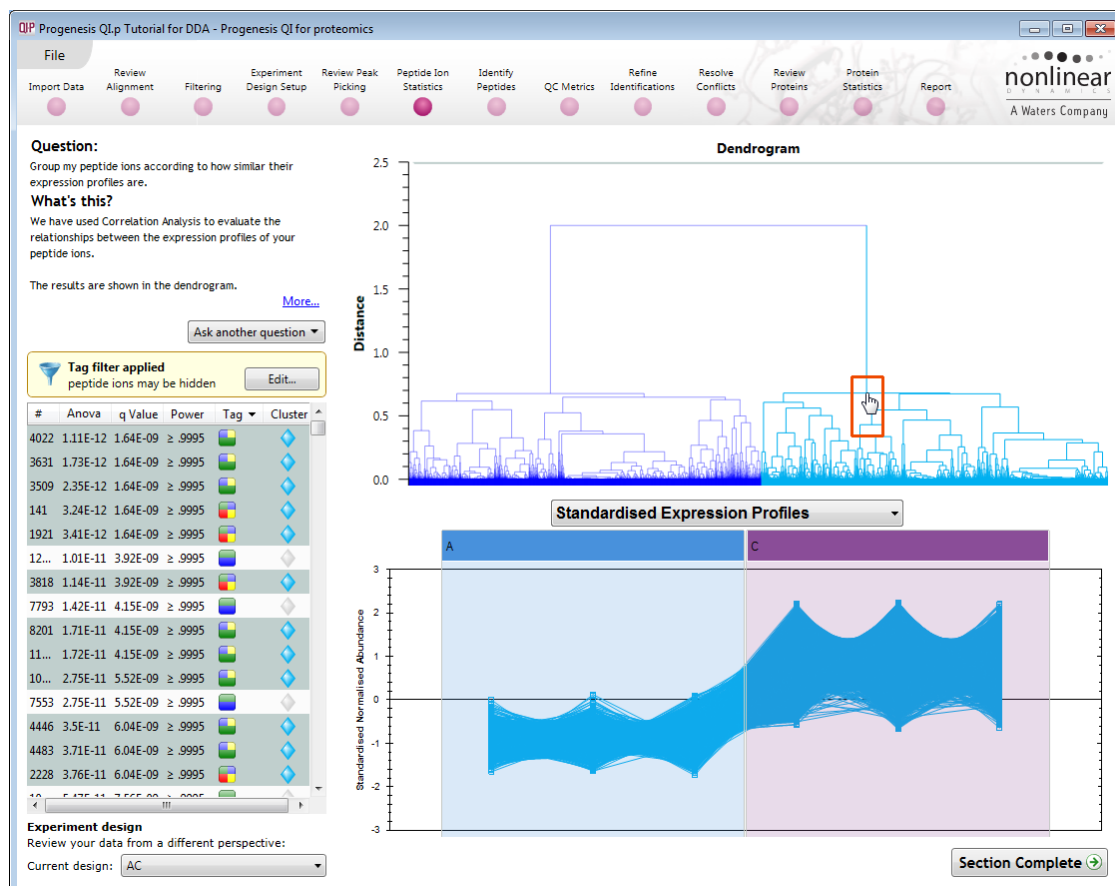 QIP Progenesis QI.p Tutorial for DDA - Progenesis QI for proteomics
File
Import Data
Review
Alignment
Filtering
Experiment
Design Setup
Review Peak
Picking
Peptide Ion
Statistics
Identify
Peptides
QC Metrics
Refine
Identifications
Resolve
Conflicts
Review
Proteins
Protein
Statistics
Report
nonlinear
DYNAMICS
A Waters Company
Question:
Group my peptide ions according to how similar their
expression profiles are.
What's this?
We have used Correlation Analysis to evaluate the
relationships between the expression profiles of your
peptide ions.
The results are shown in the dendrogram.
More...
Ask another question
Tag filter applied
peptide ions may be hidden
Edit...
# Anova q Value Power Tag Cluster
4022 1.11E-12 1.64E-09 ≥ .9995
3631 1.73E-12 1.64E-09 ≥ .9995
3509 2.35E-12 1.64E-09 ≥ .9995
141 3.24E-12 1.64E-09 ≥ .9995
1921 3.41E-12 1.64E-09 ≥ .9995
12... 1.01E-11 3.92E-09 ≥ .9995
3818 1.14E-11 3.92E-09 ≥ .9995
7793 1.42E-11 4.15E-09 ≥ .9995
8201 1.71E-11 4.15E-09 ≥ .9995
11... 1.72E-11 4.15E-09 ≥ .9995
10... 2.75E-11 5.52E-09 ≥ .9995
7553 2.75E-11 5.52E-09 ≥ .9995
4446 3.5E-11 6.04E-09 ≥ .9995
4483 3.71E-11 6.04E-09 ≥ .9995
2228 3.76E-11 6.04E-09 ≥ .9995
Experiment design
Review your data from a different perspective:
Current design: AC
Dendrogram
Distance
2.5
2.0
1.5
1.0
0.5
0.0
Standardised Expression Profiles
A
C
Standardised Normalised Abundance
3
2
1
0
-1
-2
-3
Section Complete